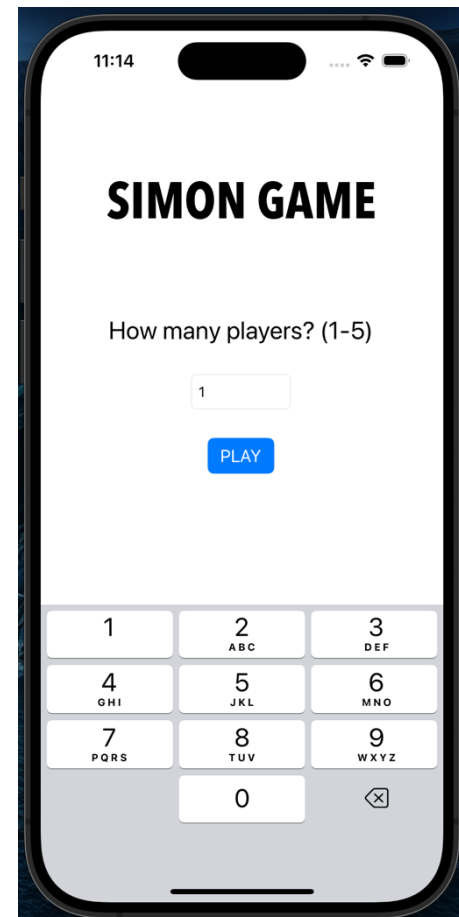 11:14
SIMON GAME
How many players? (1-5)
1
PLAY
1 2 3
ABC DEF
4 5 6
GHI JKL MNO
7 8 9
PQRS TUV WXYZ
0